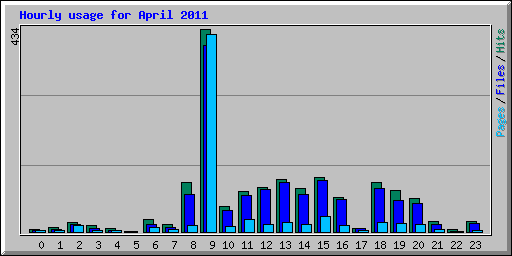 Hourly usage for April 2011
434
Pages / Files / Hits
0 1 2 3 4 5 6 7 8 9 10 11 12 13 14 15 16 17 18 19 20 21 22 23